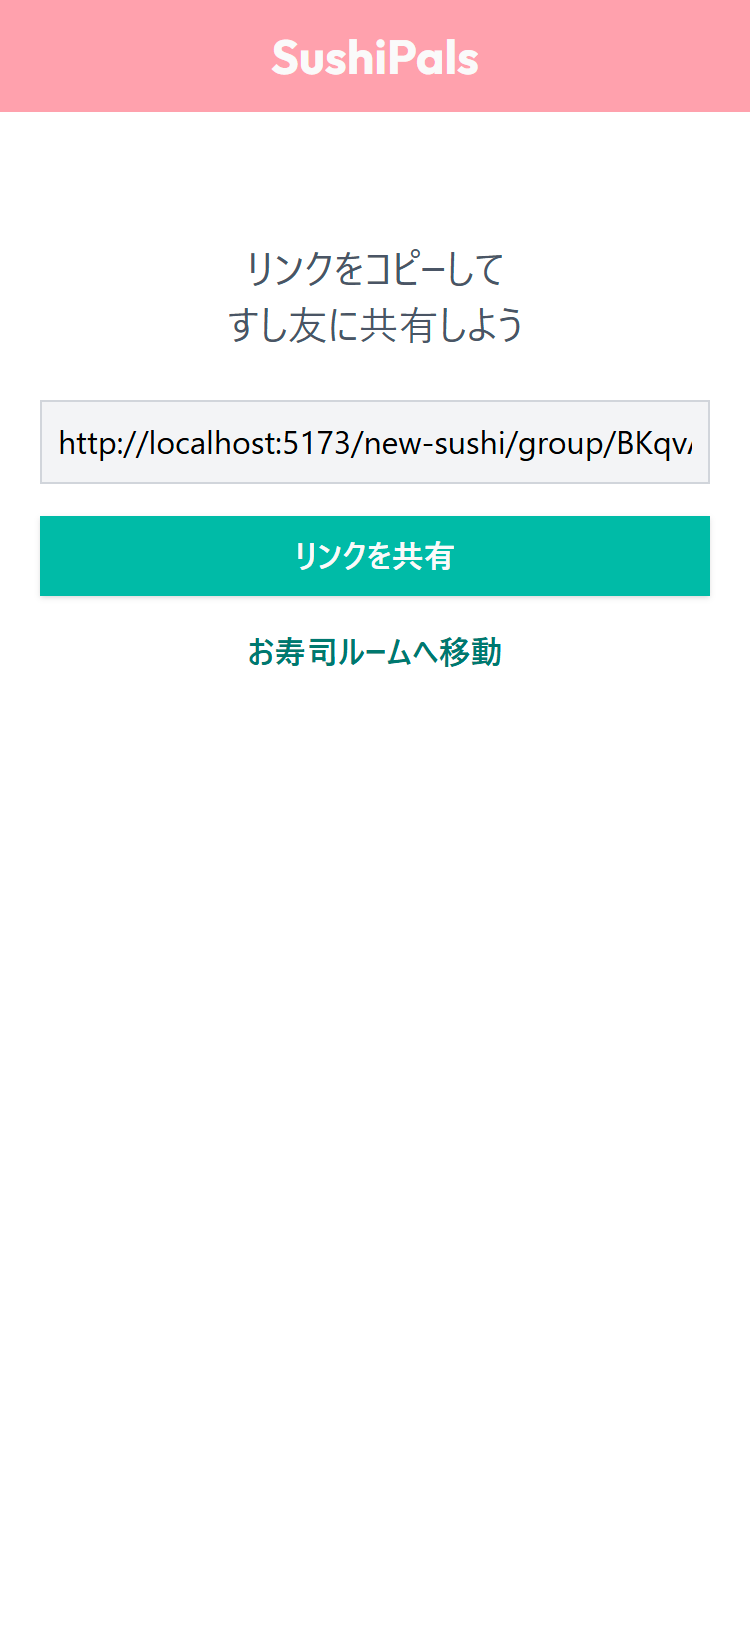 SushiPals
リンクをコピーして
すし友に共有しよう
http://localhost:5173/new-sushi/group/BKqv
リンクを共有
お寿司ルームへ移動